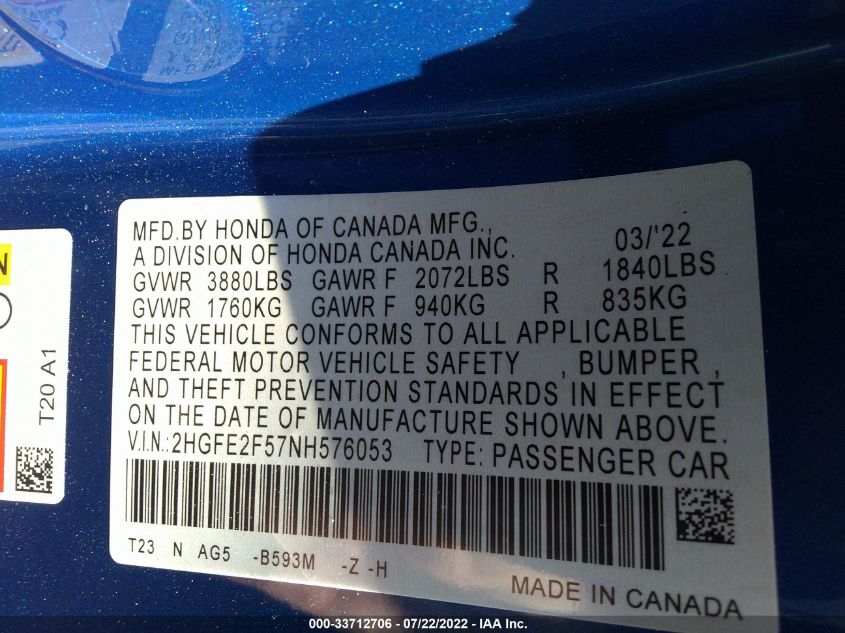 MFD.BY HONDA OF CANADA MFG., 03/'22
A DIVISION OF HONDA CANADA INC.
GVWR 3880LBS GAWR F 2072LBS R 1840LBS
GVWR 1760KG GAWR F 940KG R 835KG
THIS VEHICLE CONFORMS TO ALL APPLICABLE
FEDERAL MOTOR VEHICLE SAFETY , BUMPER ,
AND THEFT PREVENTION STANDARDS IN EFFECT
ON THE DATE OF MANUFACTURE SHOWN ABOVE.
V.I.N.:2HGFE2F57NH576053 TYPE: PASSENGER CAR
T23 N AG5 -B593M -Z -H
MADE IN CANADA
T20 A1
000-33712706 - 07/22/2022 - IAA Inc.